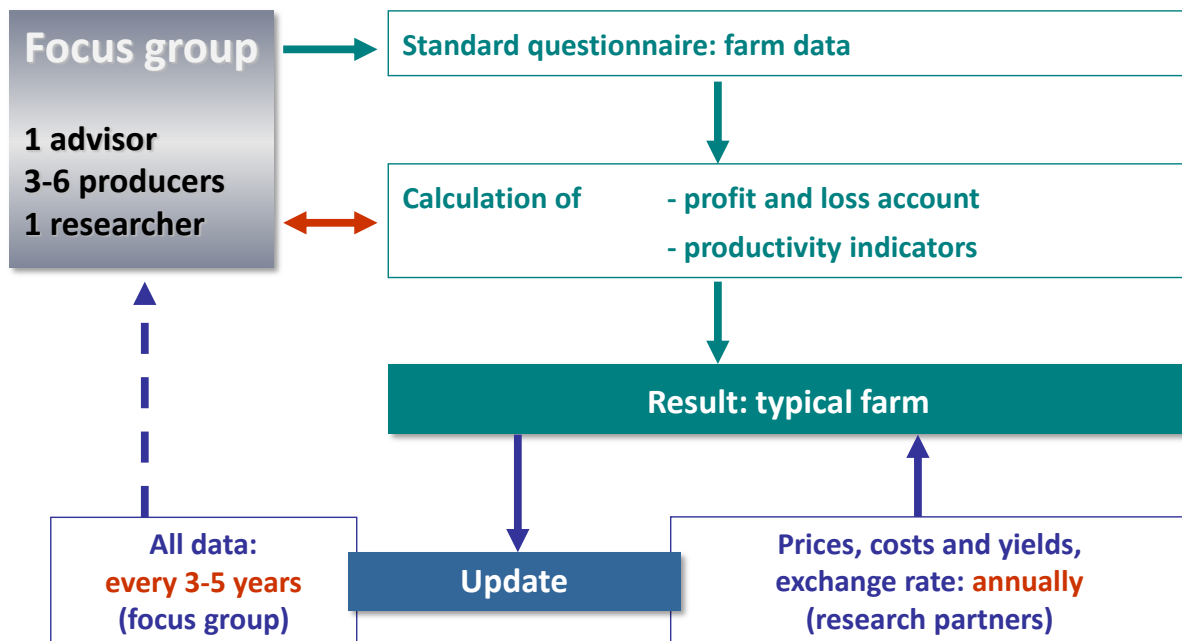 Focus group
1 advisor
3-6 producers
1 researcher
Standard questionnaire: farm data
Calculation of - profit and loss account
- productivity indicators
Result: typical farm
All data:
every 3-5 years
(focus group)
Update
Prices, costs and yields,
exchange rate: annually
(research partners)